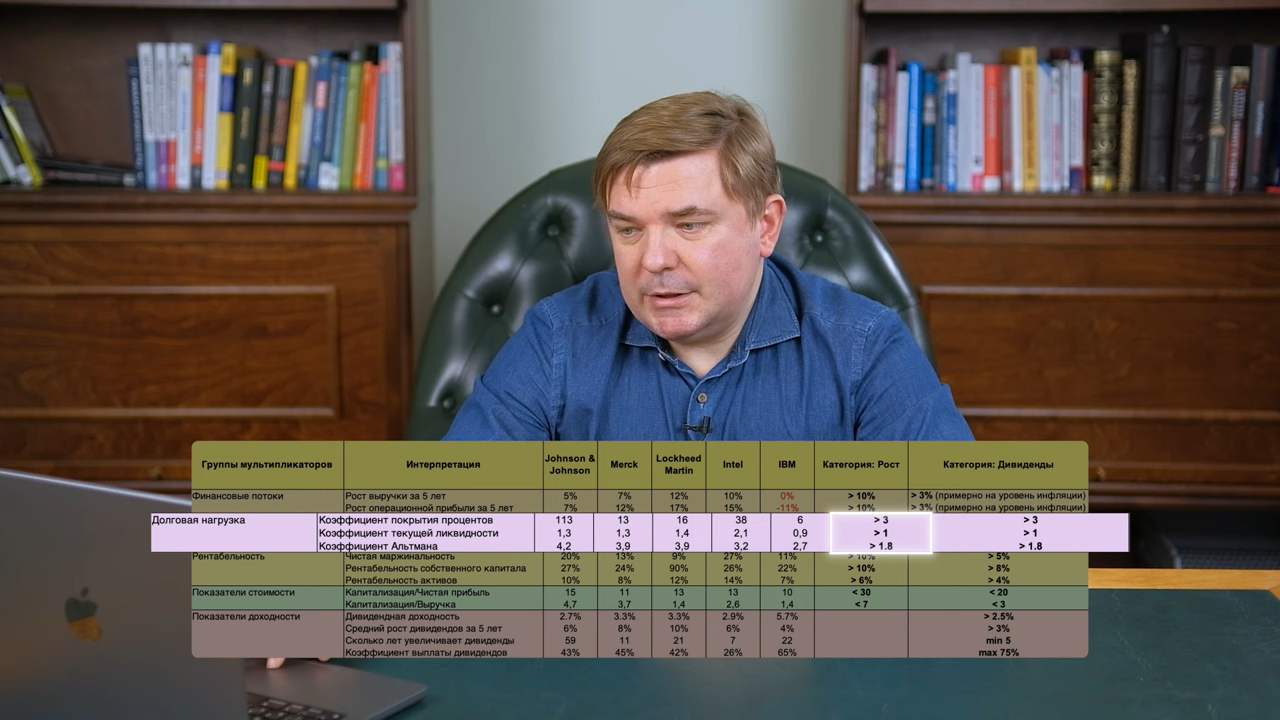 Группы мультипликаторов Интерпретация Johnson & Johnson Merck Lockheed Martin Intel IBM Категория: Рост Категория: Дивиденды
Финансовые потоки Рост выручки за 5 лет 5% 7% 12% 10% 0% > 10% > 3% (примерно на уровень инфляции)
Рост операционной прибыли за 5 лет 7% 12% 17% 15% -11% > 10% > 3% (примерно на уровень инфляции)
Долговая нагрузка Коэффициент покрытия процентов 113 13 16 38 6 > 3 > 3
Коэффициент текущей ликвидности 1,3 1,3 1,4 2,1 0,9 > 1 > 1
Коэффициент Альтмана 4,2 3,9 3,9 3,2 2,7 > 1.8 > 1.8
Рентабельность Чистая маржинальность 20% 13% 9% 27% 11% > 10% > 5%
Рентабельность собственного капитала 27% 24% 90% 26% 22% > 10% > 8%
Рентабельность активов 10% 8% 12% 14% 7% > 6% > 4%
Показатели стоимости Капитализация/Чистая прибыль 15 11 13 13 10 < 30 < 20
Капитализация/Выручка 4,7 3,7 1,4 2,6 1,4 < 7 < 3
Показатели доходности Дивидендная доходность 2.7% 3.3% 3.3% 2.9% 5.7% > 2.5%
Средний рост дивидендов за 5 лет 6% 8% 10% 6% 4% > 3%
Сколько лет увеличивает дивиденды 59 11 21 7 22 min 5
Коэффициент выплаты дивидендов 43% 45% 42% 26% 65% max 75%